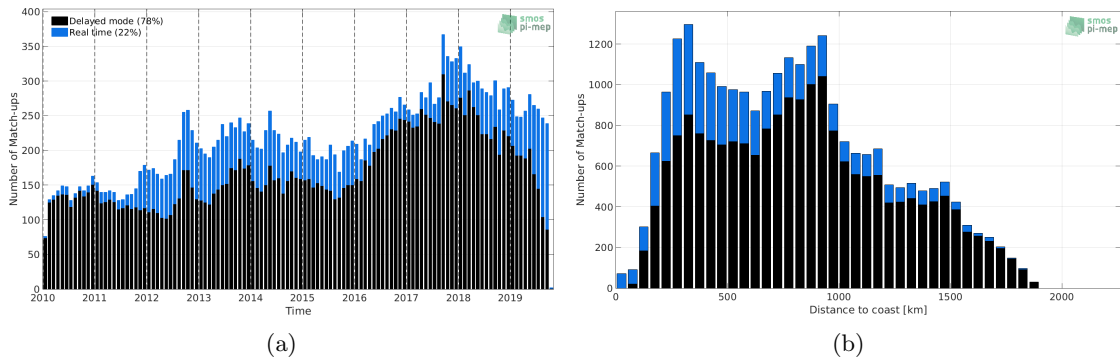 Delayed mode (78%)
Real time (22%)
smos
pi-mep
Number of Match-ups
400
350
300
250
200
150
100
50
0
2010 2011 2012 2013 2014 2015 2016 2017 2018 2019
Time
(a)
smos
pi-mep
Number of Match-ups
1200
1000
800
600
400
200
0
0 500 1000 1500 2000
Distance to coast [km]
(b)